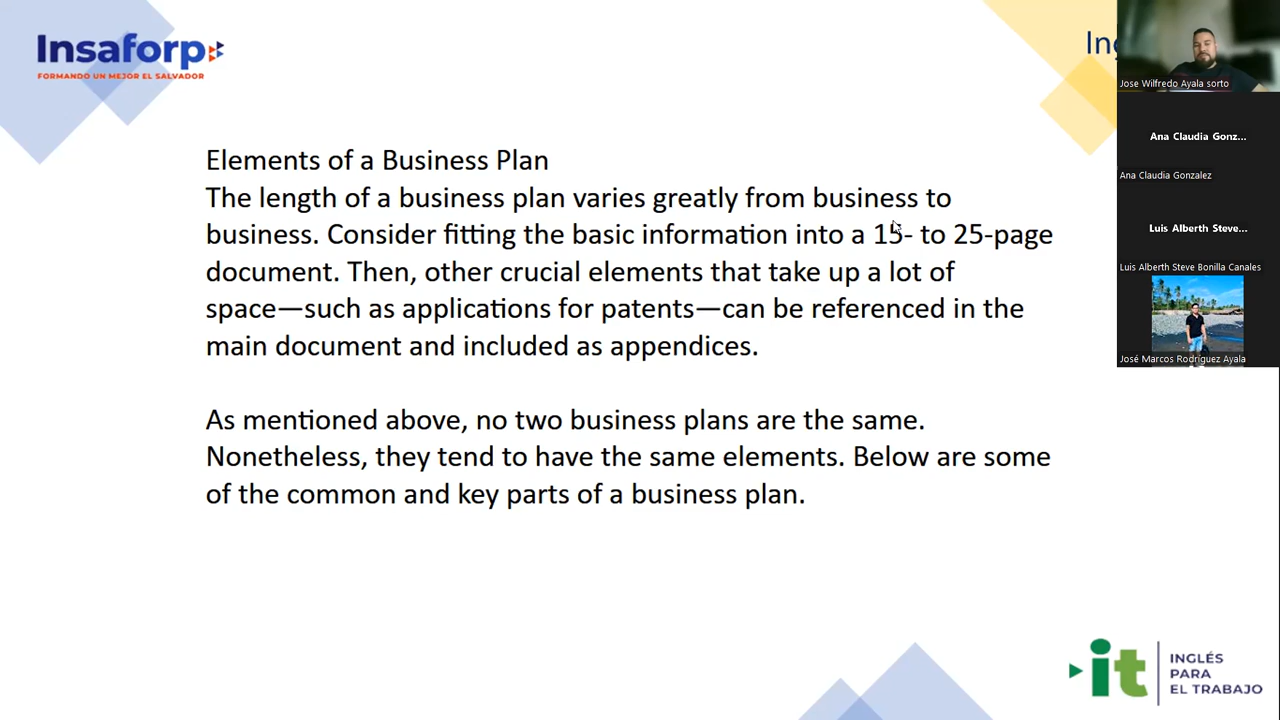 Insaforp
FORMANDO UN MEJOR EL SALVADOR
Jose Wilfredo Ayala sorto
Ana Claudia Gonz...
Ana Claudia Gonzalez
Luis Alberth Steve...
Luis Alberth Steve Bonilla Canales
José Marcos Rodriguez Ayala
Elements of a Business Plan
The length of a business plan varies greatly from business to
business. Consider fitting the basic information into a 15- to 25-page
document. Then, other crucial elements that take up a lot of
space—such as applications for patents—can be referenced in the
main document and included as appendices.
As mentioned above, no two business plans are the same.
Nonetheless, they tend to have the same elements. Below are some
of the common and key parts of a business plan.
it
INGLÉS
PARA
EL TRABAJO